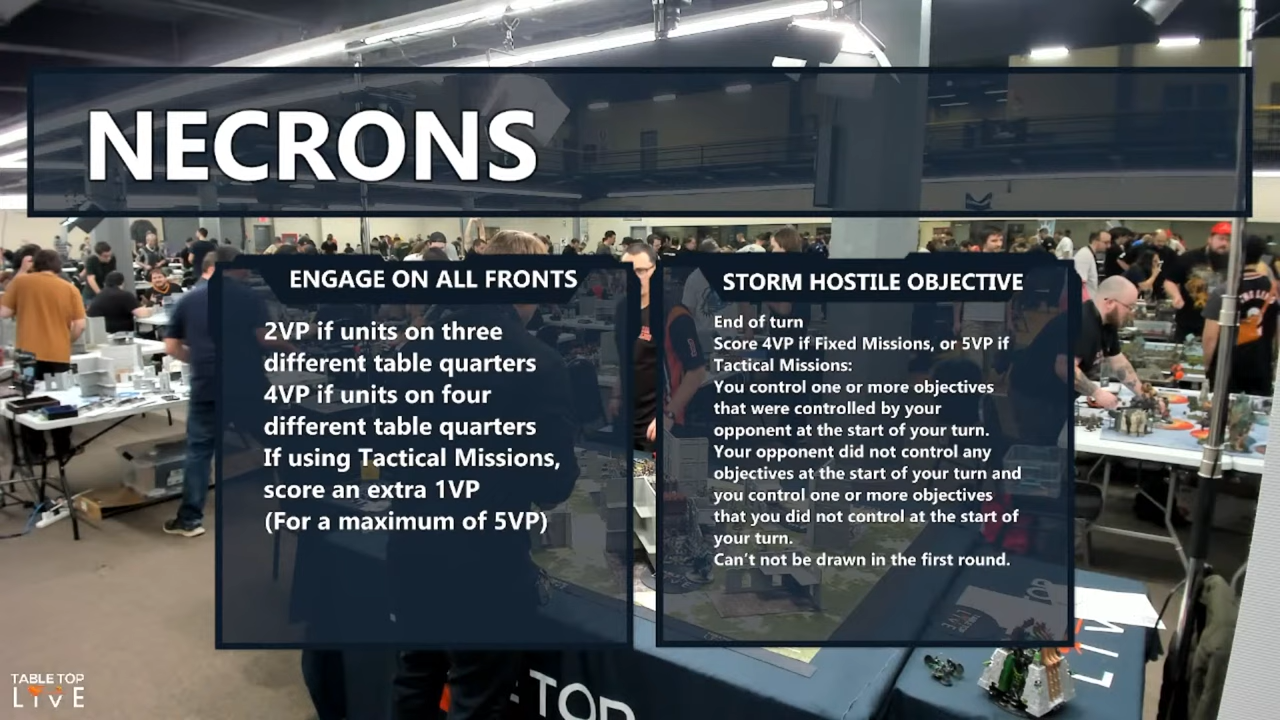 NECRONS
ENGAGE ON ALL FRONTS
2VP if units on three
different table quarters
4VP if units on four
different table quarters
If using Tactical Missions,
score an extra 1VP
(For a maximum of 5VP)
STORM HOSTILE OBJECTIVE
End of turn
Score 4VP if Fixed Missions, or 5VP if
Tactical Missions:
You control one or more objectives
that were controlled by your
opponent at the start of your turn.
Your opponent did not control any
objectives at the start of your turn and
you control one or more objectives
that you did not control at the start of
your turn.
Can't not be drawn in the first round.
TABLE TOP
LIVE
TOP